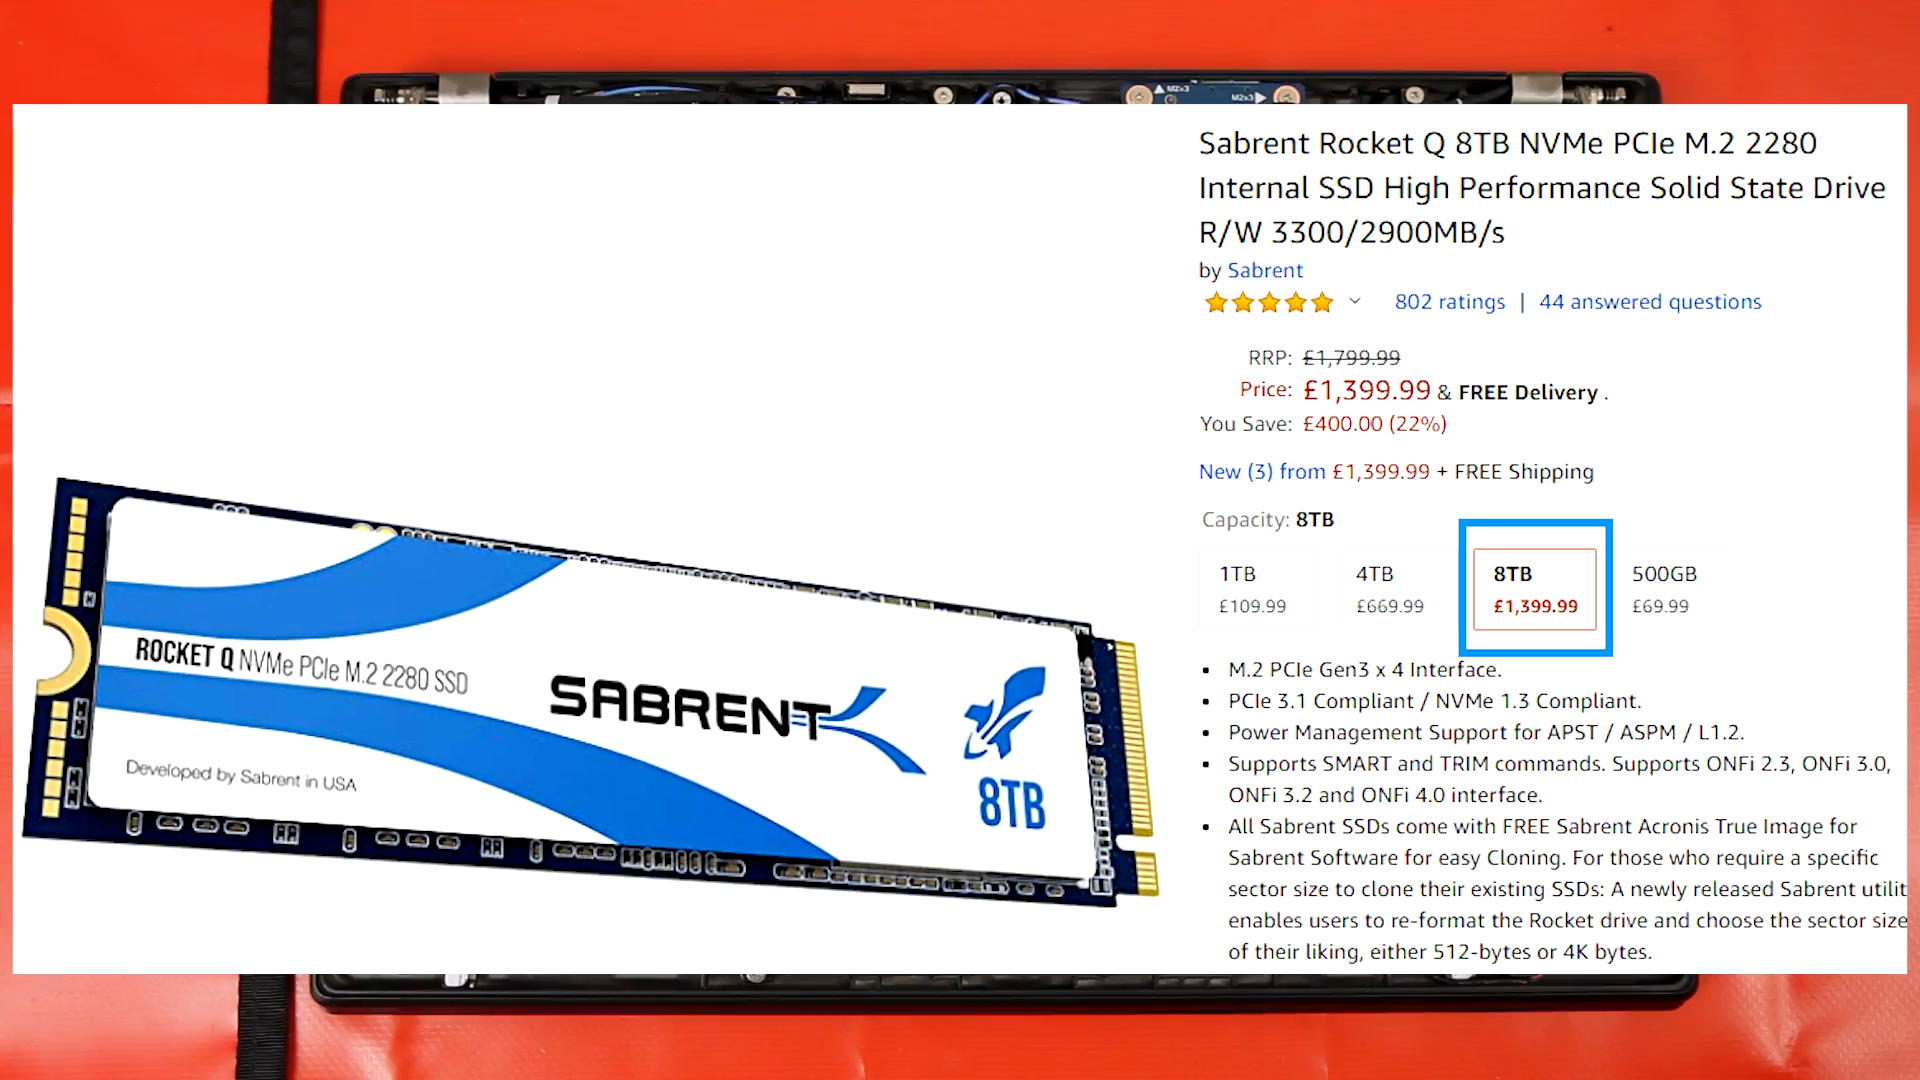 M2x3
M2x3
Sabrent Rocket Q 8TB NVMe PCIe M.2 2280
Internal SSD High Performance Solid State Drive
R/W 3300/2900MB/s
by Sabrent
802 ratings | 44 answered questions
RRP: £1,799.99
Price: £1,399.99 & FREE Delivery .
You Save: £400.00 (22%)
New (3) from £1,399.99 + FREE Shipping
Capacity: 8TB
1TB
£109.99
4TB
£669.99
8TB
£1,399.99
500GB
£69.99
▪ M.2 PCIe Gen3 x 4 Interface.
▪ PCIe 3.1 Compliant / NVMe 1.3 Compliant.
▪ Power Management Support for APST / ASPM / L1.2.
▪ Supports SMART and TRIM commands. Supports ONFi 2.3, ONFi 3.0,
ONFi 3.2 and ONFi 4.0 interface.
▪ All Sabrent SSDs come with FREE Sabrent Acronis True Image for
Sabrent Software for easy Cloning. For those who require a specific
sector size to clone their existing SSDs: A newly released Sabrent utilit
enables users to re-format the Rocket drive and choose the sector size
of their liking, either 512-bytes or 4K bytes.
ROCKET Q NVMe PCIe M.2 2280 SSD
SABRENT
8TB
Developed by Sabrent in USA